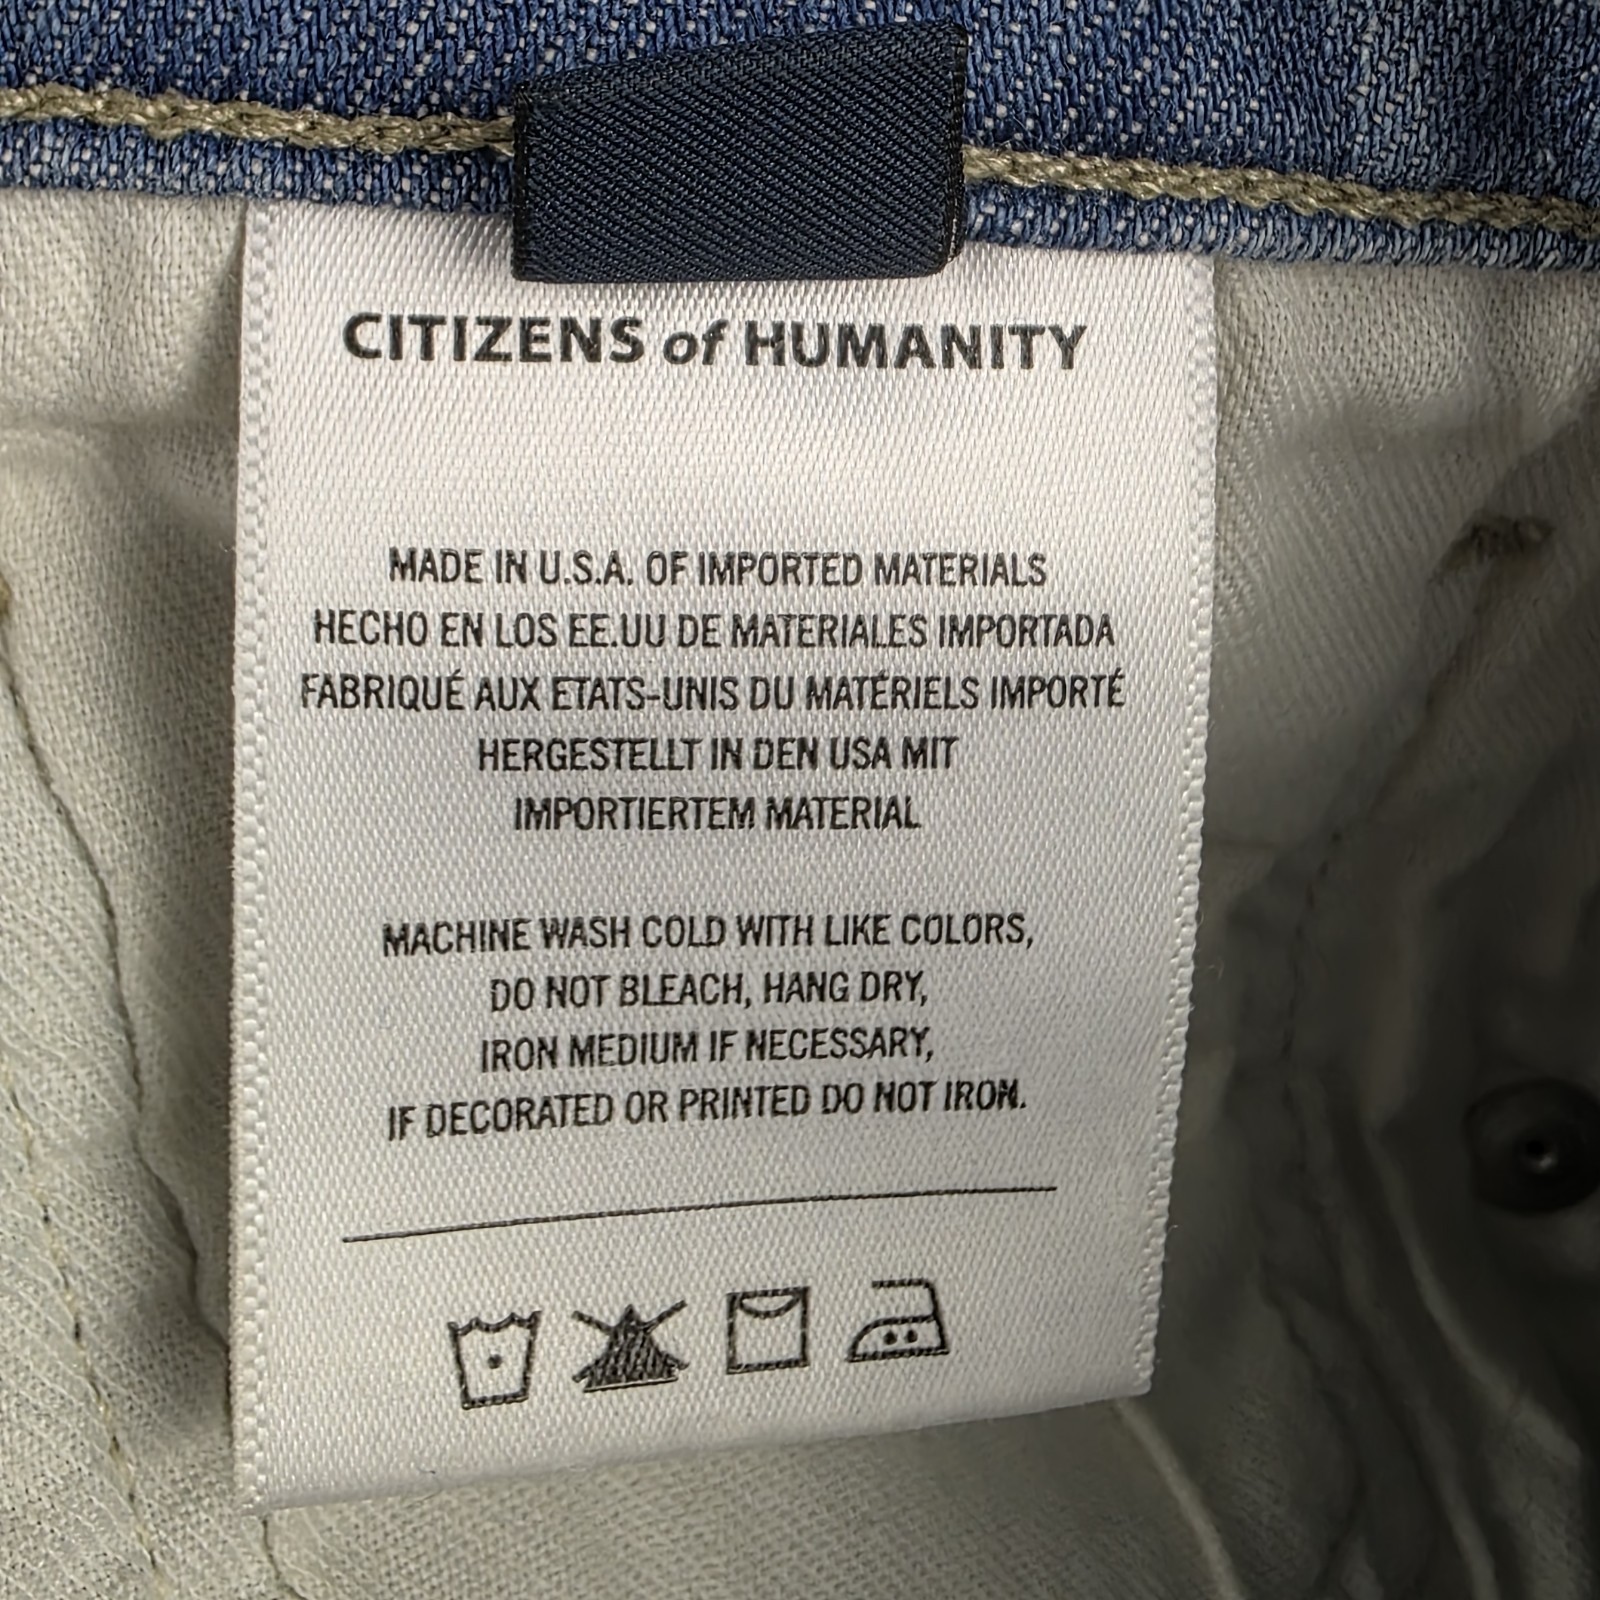 CITIZENS of HUMANITY
MADE IN U.S.A. OF IMPORTED MATERIALS
HECHO EN LOS EE.UU DE MATERIALES IMPORTADA
FABRIQUÉ AUX ETATS-UNIS DU MATÉRIELS IMPORTÉ
HERGESTELLT IN DEN USA MIT
IMPORTIERTEM MATERIAL
MACHINE WASH COLD WITH LIKE COLORS,
DO NOT BLEACH, HANG DRY,
IRON MEDIUM IF NECESSARY,
IF DECORATED OR PRINTED DO NOT IRON.